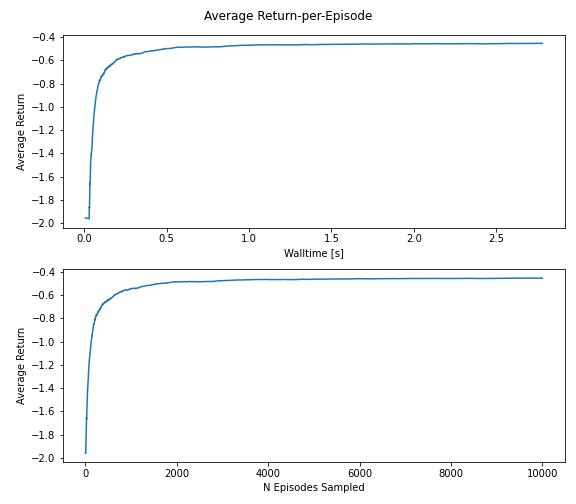 Average Return-per-Episode
−0.4
−0.6
−0.8
−1.0
−1.2
−1.4
−1.6
−1.8
−2.0
Average Return
0.0 0.5 1.0 1.5 2.0 2.5
Walltime [s]
−0.4
−0.6
−0.8
−1.0
−1.2
−1.4
−1.6
−1.8
−2.0
Average Return
0 2000 4000 6000 8000 10000
N Episodes Sampled